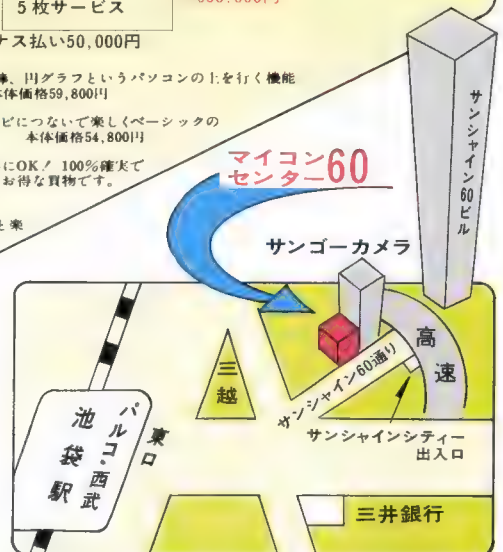 5枚サービス
ナス払い50,000円
、円グラフというパソコンの上を行く機能
体価格59,800円
ビにつないで楽しくベーシックの
本体価格54,800円
にOK! 100%確実で
お得な買物です。
楽
マイコン
センター60
サンシャイン60ビル
サンゴーカメラ
高速
三越
サンシャイン60通り
サンシャインシティー
出入口
パルコ・西武
池袋駅
東口
三井銀行